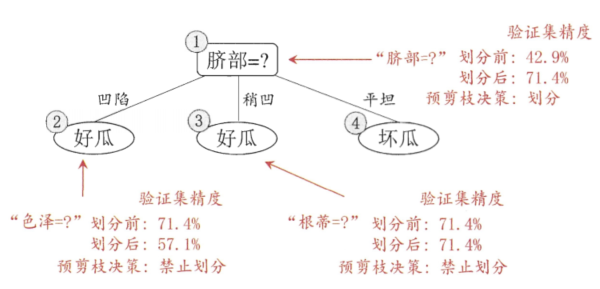 验证集精度
①
脐部=?
“脐部=?” 划分前: 42.9%
划分后: 71.4%
预剪枝决策: 划分
凹陷
稍凹
平坦
②
好瓜
③
好瓜
④
坏瓜
验证集精度
“色泽=?” 划分前: 71.4%
划分后: 57.1%
预剪枝决策: 禁止划分
验证集精度
“根蒂=?” 划分前: 71.4%
划分后: 71.4%
预剪枝决策: 禁止划分